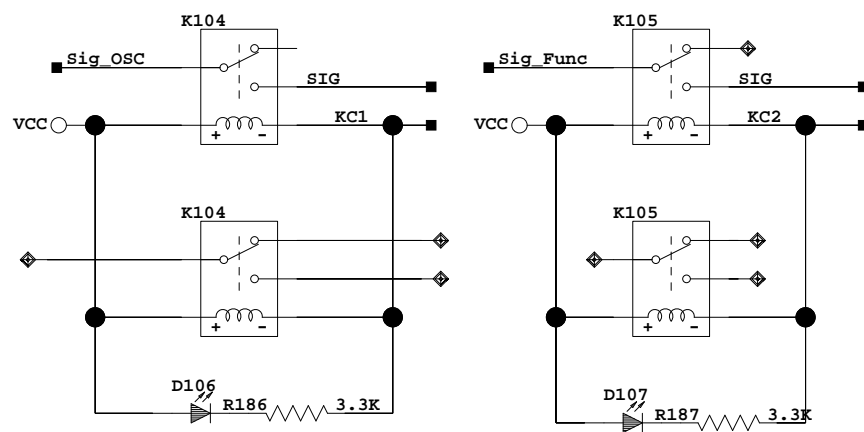 K104
K105
Sig_OSC
Sig_Func
SIG
SIG
VCC
+
-
KC1
VCC
+
-
KC2
K104
K105
+
-
+
-
D106
R186
3.3K
D107
R187
3.3K